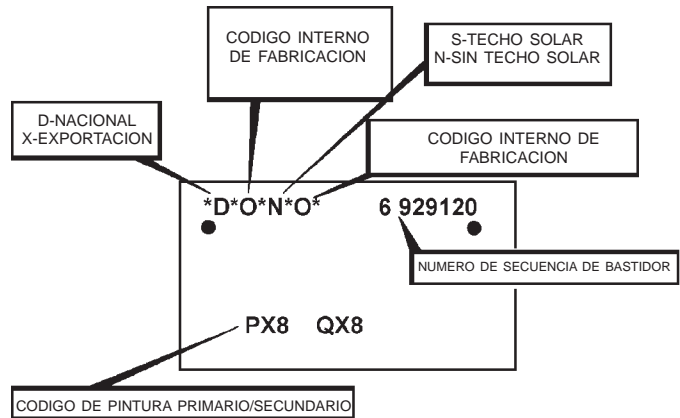 CODIGO INTERNO
DE FABRICACION
S-TECHO SOLAR
N-SIN TECHO SOLAR
D-NACIONAL
X-EXPORTACION
CODIGO INTERNO DE
FABRICACION
*D*O*N*O*
6 929120
NUMERO DE SECUENCIA DE BASTIDOR
PX8 QX8
CODIGO DE PINTURA PRIMARIO/SECUNDARIO